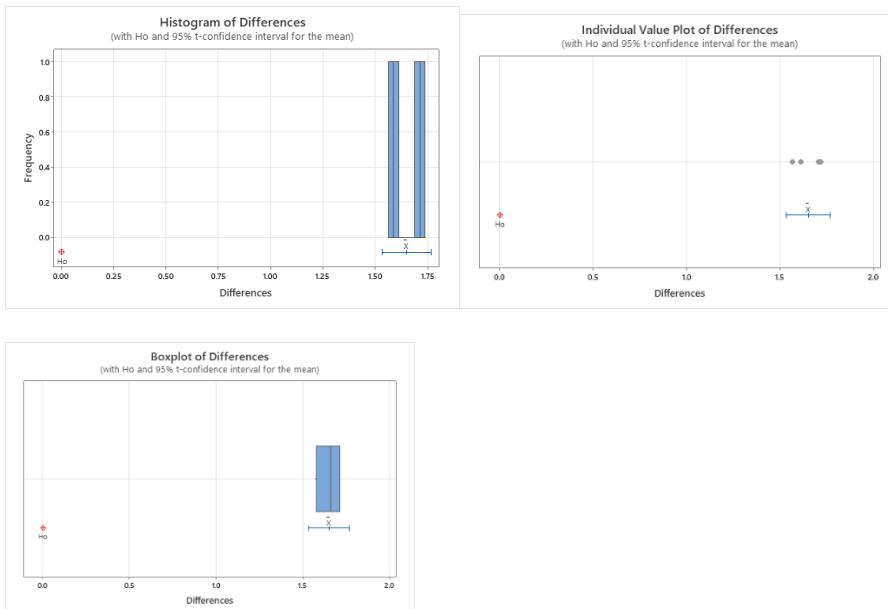 Histogram of Differences
(with Ho and 95% t-confidence interval for the mean)
Frequency
1.0
0.8
0.6
0.4
0.2
0.0
X
Ho
0.00 0.25 0.50 0.75 1.00 1.25 1.50 1.75
Differences
Individual Value Plot of Differences
(with Ho and 95% t-confidence interval for the mean)
X
Ho
0.0 0.5 1.0 1.5 2.0
Differences
Boxplot of Differences
(with Ho and 95% t-confidence interval for the mean)
X
Ho
0.0 0.5 1.0 1.5 2.0
Differences